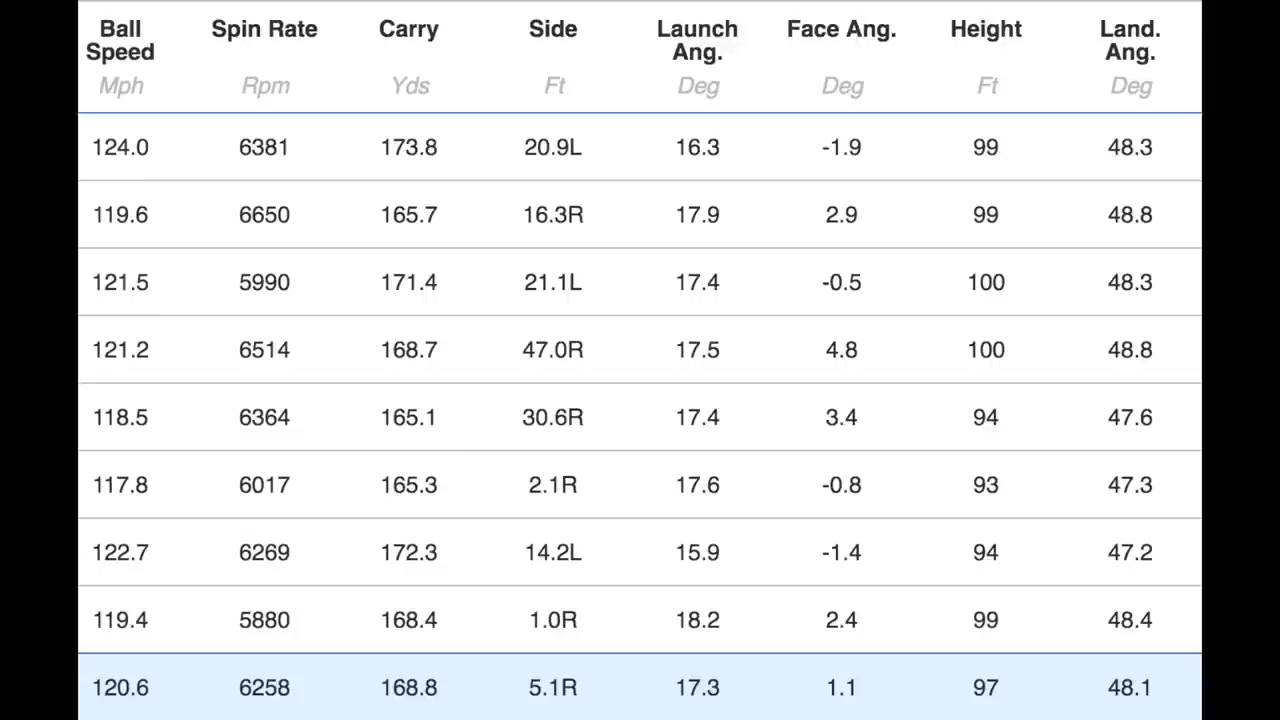 Ball Speed Spin Rate Carry Side Launch Ang. Face Ang. Height Land. Ang.
Mph Rpm Yds Ft Deg Deg Ft Deg
124.0 6381 173.8 20.9L 16.3 -1.9 99 48.3
119.6 6650 165.7 16.3R 17.9 2.9 99 48.8
121.5 5990 171.4 21.1L 17.4 -0.5 100 48.3
121.2 6514 168.7 47.0R 17.5 4.8 100 48.8
118.5 6364 165.1 30.6R 17.4 3.4 94 47.6
117.8 6017 165.3 2.1R 17.6 -0.8 93 47.3
122.7 6269 172.3 14.2L 15.9 -1.4 94 47.2
119.4 5880 168.4 1.0R 18.2 2.4 99 48.4
120.6 6258 168.8 5.1R 17.3 1.1 97 48.1